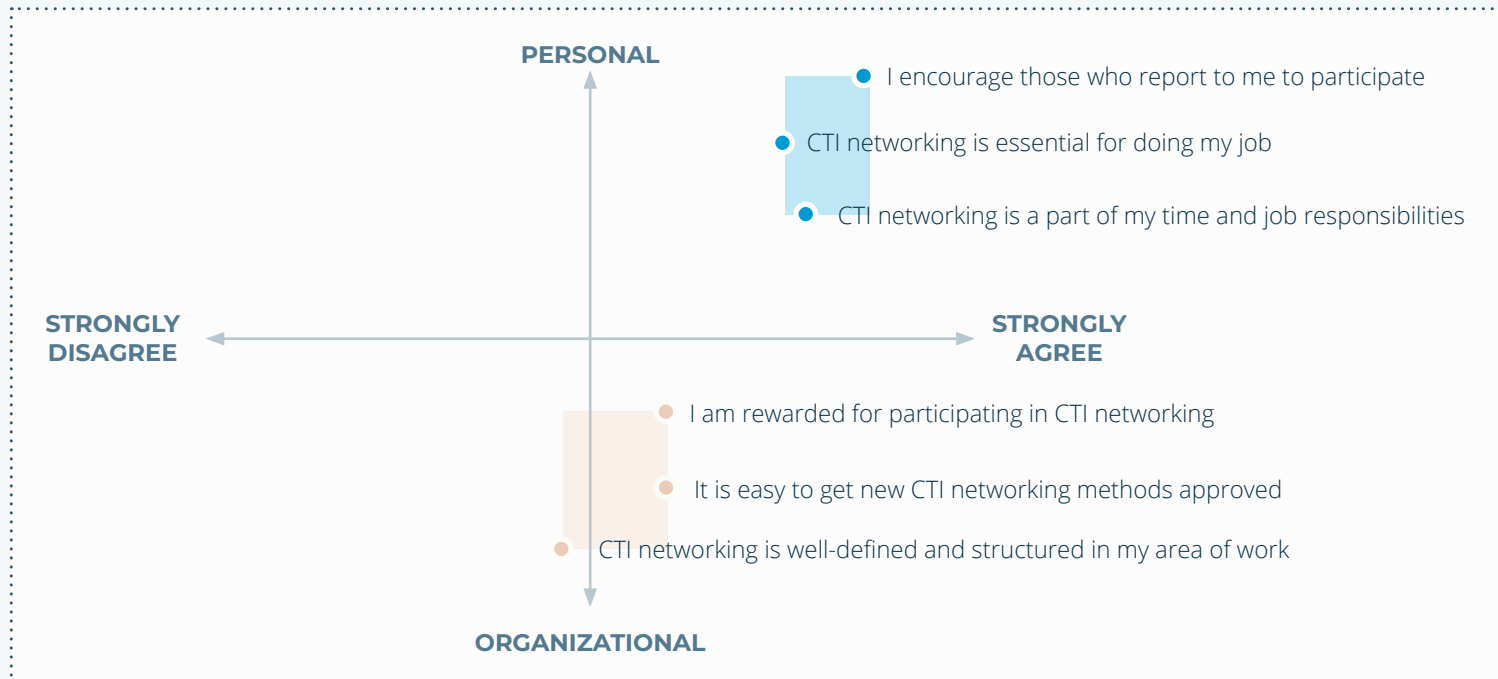 PERSONAL
I encourage those who report to me to participate
CTI networking is essential for doing my job
CTI networking is a part of my time and job responsibilities
STRONGLY
DISAGREE
STRONGLY
AGREE
I am rewarded for participating in CTI networking
It is easy to get new CTI networking methods approved
CTI networking is well-defined and structured in my area of work
ORGANIZATIONAL